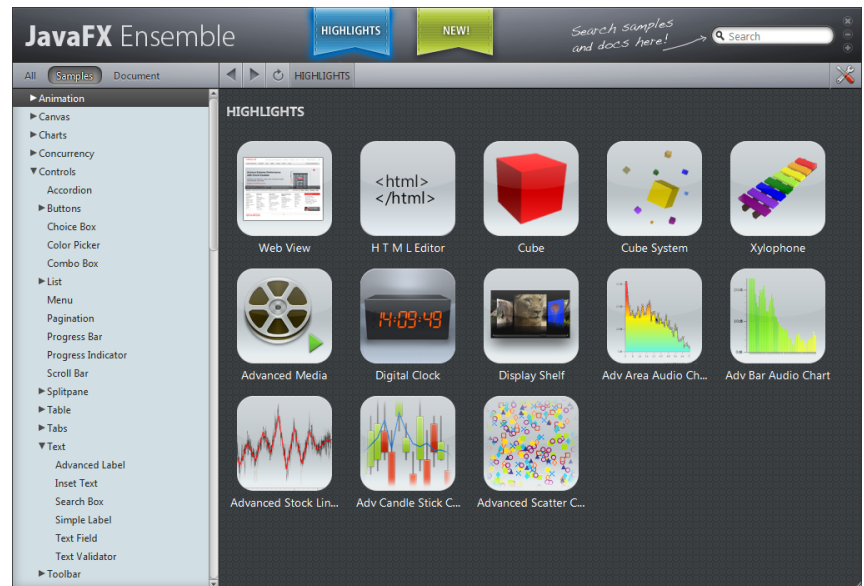 JavaFX Ensemble
HIGHLIGHTS
NEW!
Search samples
and docs here!
Search
All
Samples
Document
HIGHLIGHTS
Animation
Canvas
Charts
Concurrency
Controls
Accordion
Buttons
Choice Box
Color Picker
Combo Box
List
Menu
Pagination
Progress Bar
Progress Indicator
Scroll Bar
Splitpane
Table
Tabs
Text
Advanced Label
Inset Text
Search Box
Simple Label
Text Field
Text Validator
Toolbar
HIGHLIGHTS
<html>
</html>
Web View
H T M L Editor
Cube
Cube System
Xylophone
14:09:49
Advanced Media
Digital Clock
Display Shelf
Adv Area Audio Ch...
Adv Bar Audio Chart
Advanced Stock Lin...
Adv Candle Stick C...
Advanced Scatter C...